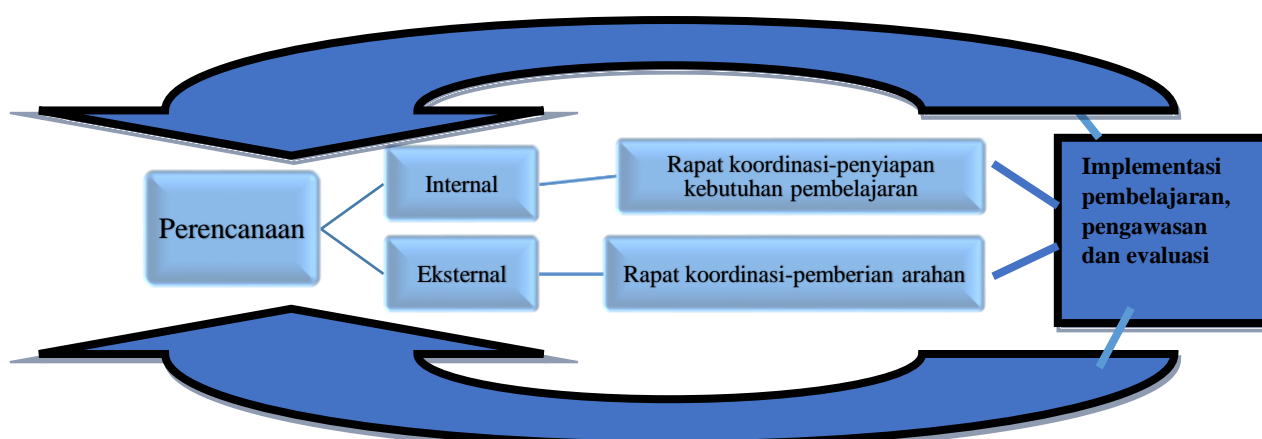 Perencanaan
Internal
Rapat koordinasi-penyiapan
kebutuhan pembelajaran
Eksternal
Rapat koordinasi-pemberian arahan
Implementasi
pembelajaran,
pengawasan
dan evaluasi